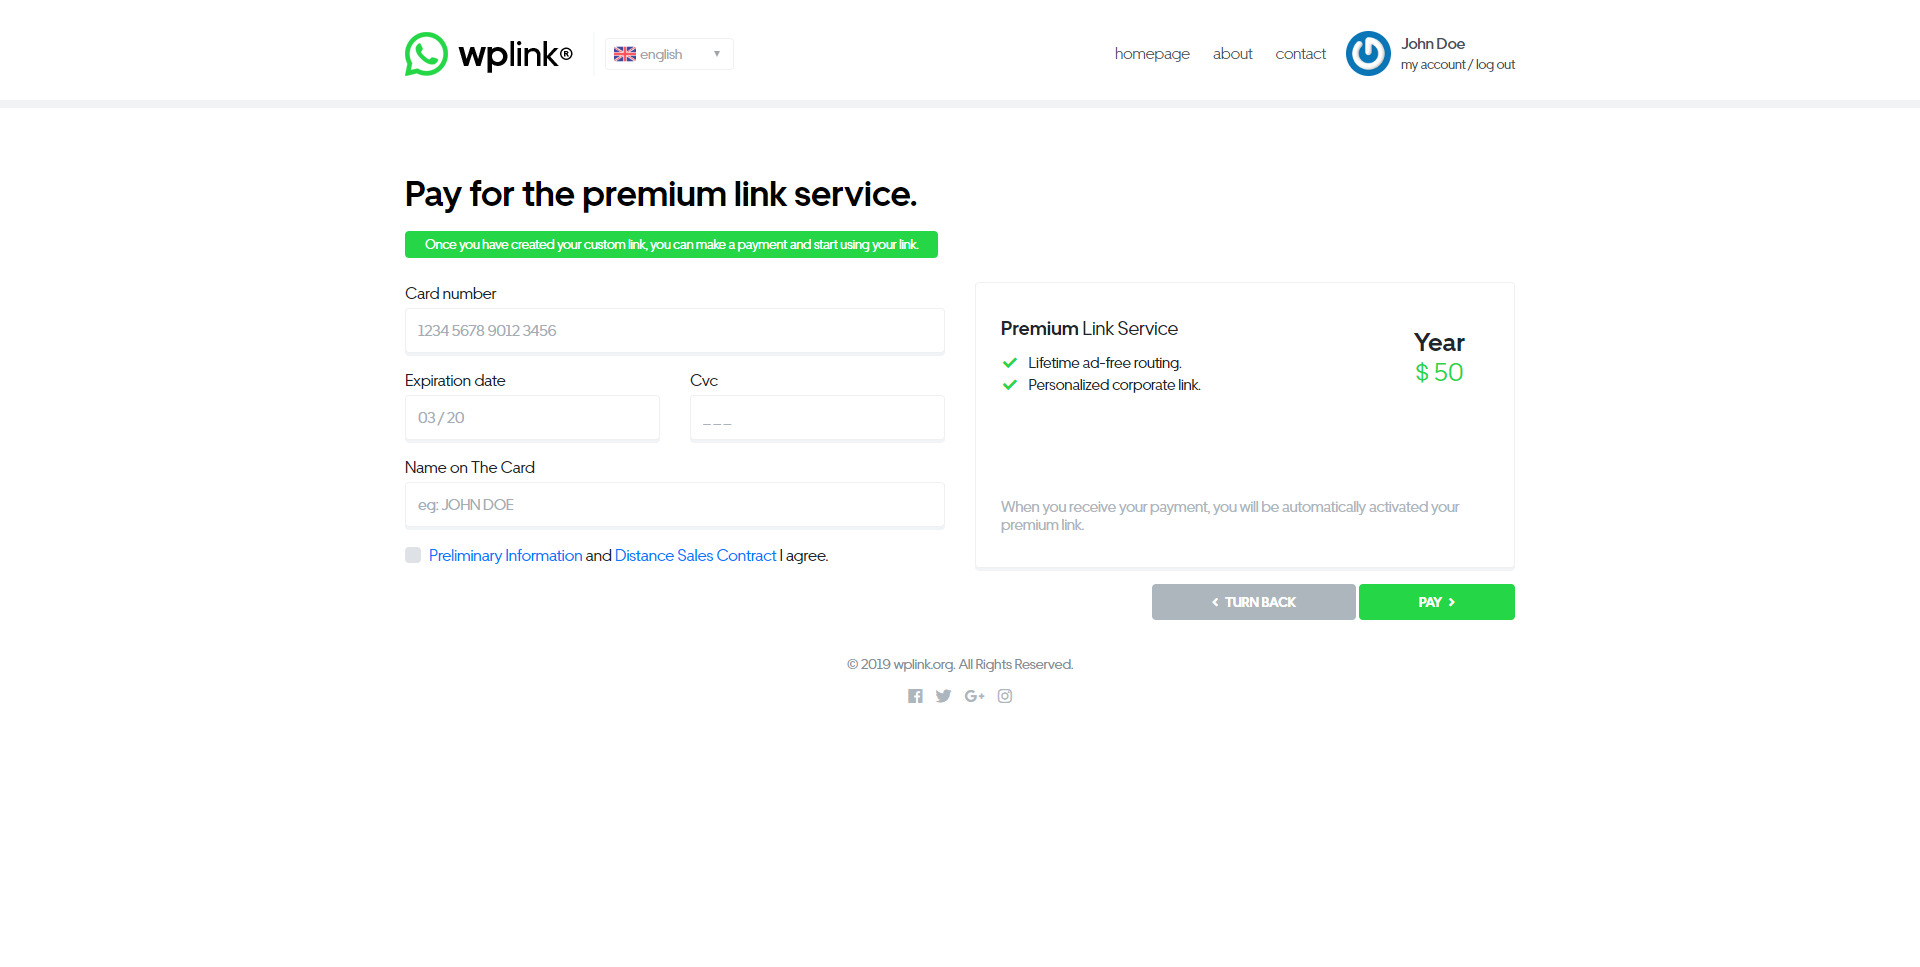 wplink®
english
homepage about contact
John Doe
my account / log out
Pay for the premium link service.
Once you have created your custom link, you can make a payment and start using your link.
Card number
1234 5678 9012 3456
Expiration date
Cvc
03 / 20
_ _ _
Name on The Card
eg: JOHN DOE
Preliminary Information and Distance Sales Contract I agree.
Premium Link Service
Lifetime ad-free routing.
Personalized corporate link.
Year
$ 50
When you receive your payment, you will be automatically activated your
premium link.
TURN BACK
PAY
© 2019 wplink.org. All Rights Reserved.